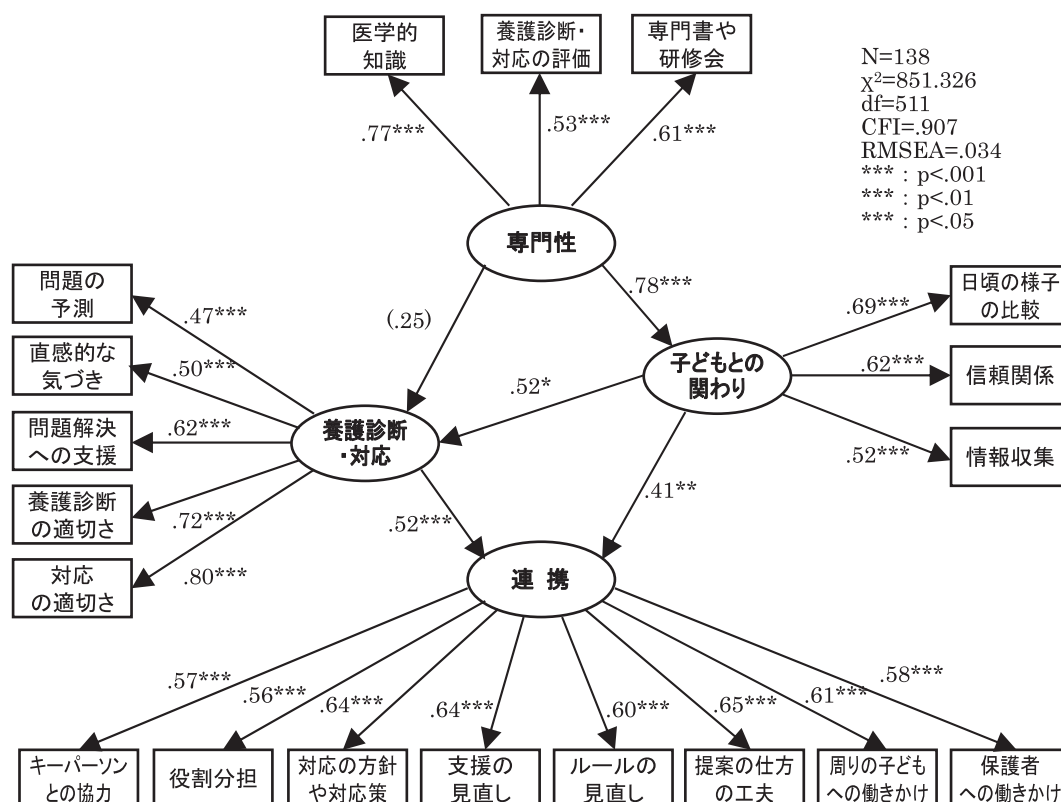 医学的
知識
養護診断・
対応の評価
専門書や
研修会
N=138
χ²=851.326
df=511
CFI=.907
RMSEA=.034
*** : p<.001
*** : p<.01
*** : p<.05
.77***
.53***
.61***
専門性
問題の
予測
直感的な
気づき
問題解決
への支援
養護診断
の適切さ
対応
の適切さ
.47***
.50***
.62***
.72***
.80***
(.25)
.78***
.52*
養護診断
・対応
子どもとの
関わり
.69***
.62***
.52***
日頃の様子
の比較
信頼関係
情報収集
.52***
.41**
連 携
.57***
.56***
.64***
.64***
.60***
.65***
.61***
.58***
キーパーソン
との協力
役割分担
対応の方針
や対応策
支援の
見直し
ルールの
見直し
提案の仕方
の工夫
周りの子ども
への働きかけ
保護者
への働きかけ